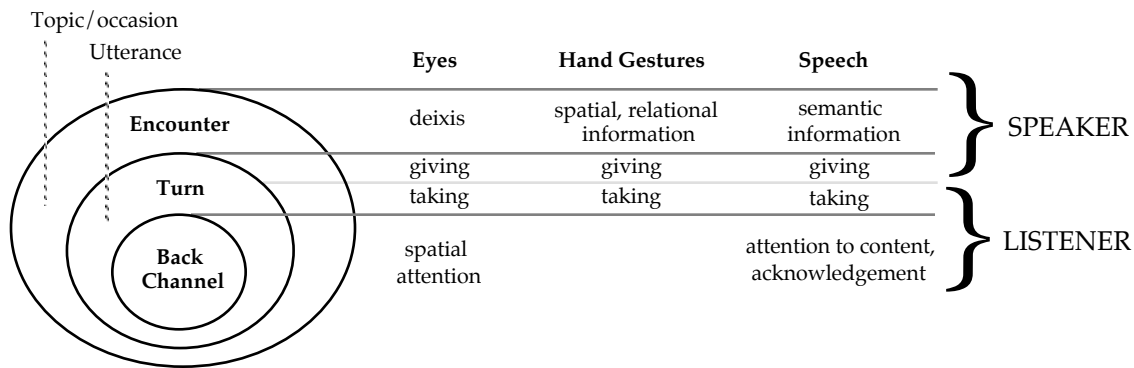 Topic/occasion
Utterance
Eyes Hand Gestures Speech
Encounter
deixis
spatial, relational
information
semantic
information
SPEAKER
giving giving giving
Turn
taking taking taking
Back
Channel
spatial
attention
attention to content,
acknowledgement
LISTENER